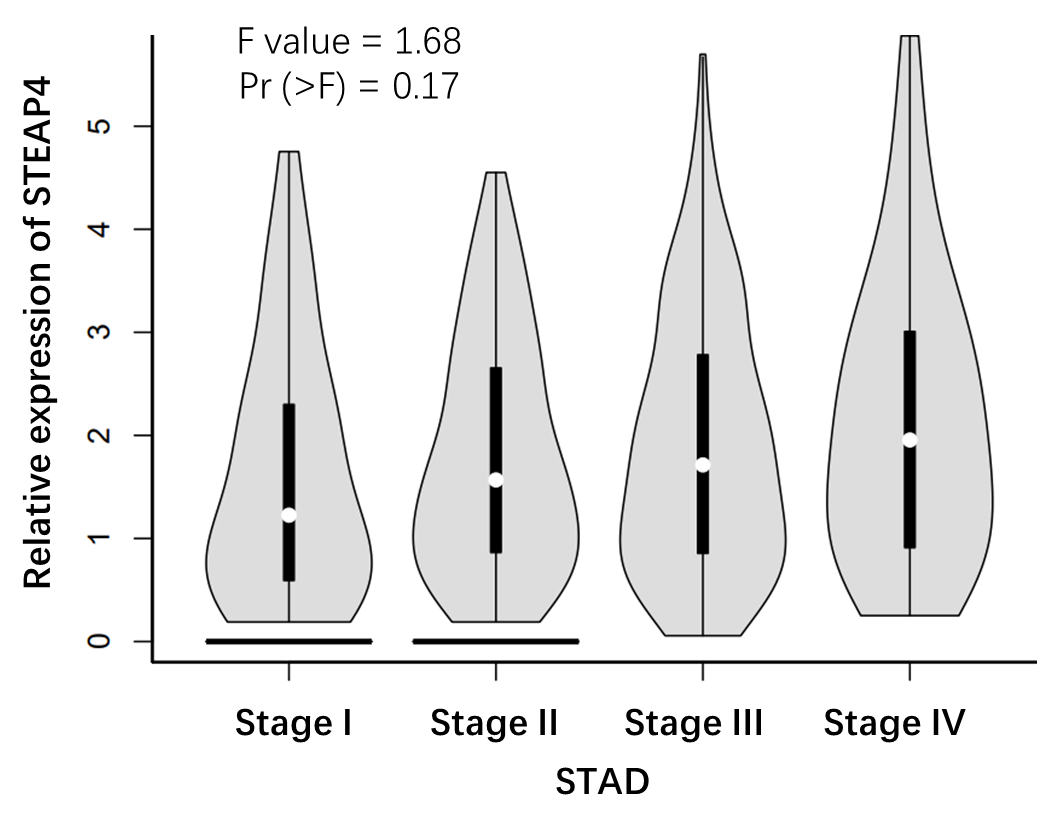 F value = 1.68
Pr (>F) = 0.17
Relative expression of STEAP4
5
4
3
2
1
0
Stage I Stage II Stage III Stage IV
STAD